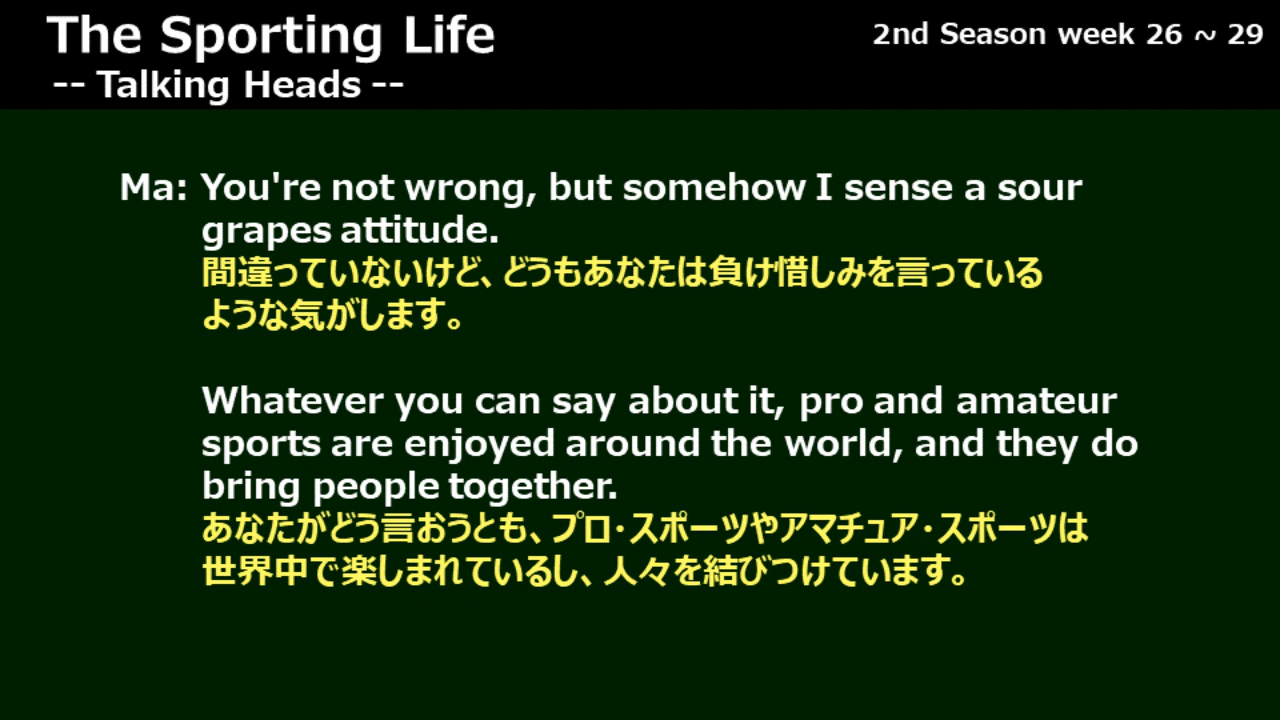 The Sporting Life
2nd Season week 26 ~ 29
-- Talking Heads --
Ma: You're not wrong, but somehow I sense a sour
grapes attitude.
間違っていないけど、どうもあなたは負け惜しみを言っている
ような気がします。
Whatever you can say about it, pro and amateur
sports are enjoyed around the world, and they do
bring people together.
あなたがどう言おうとも、プロ・スポーツやアマチュア・スポーツは
世界中で楽しまれているし、人々を結びつけています。